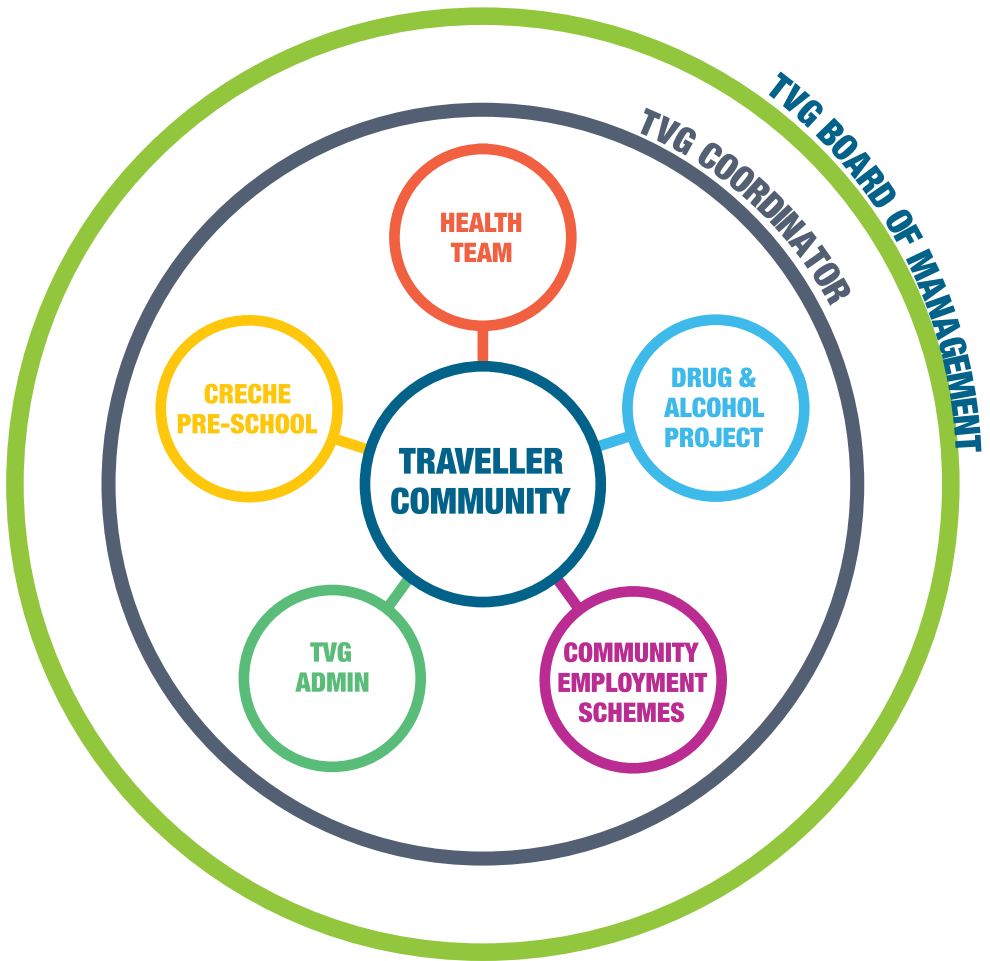 TVG BOARD OF MANAGEMENT
TVG COORDINATOR
HEALTH
TEAM
CRECHE
PRE-SCHOOL
DRUG &
ALCOHOL
PROJECT
TRAVELLER
COMMUNITY
TVG
ADMIN
COMMUNITY
EMPLOYMENT
SCHEMES